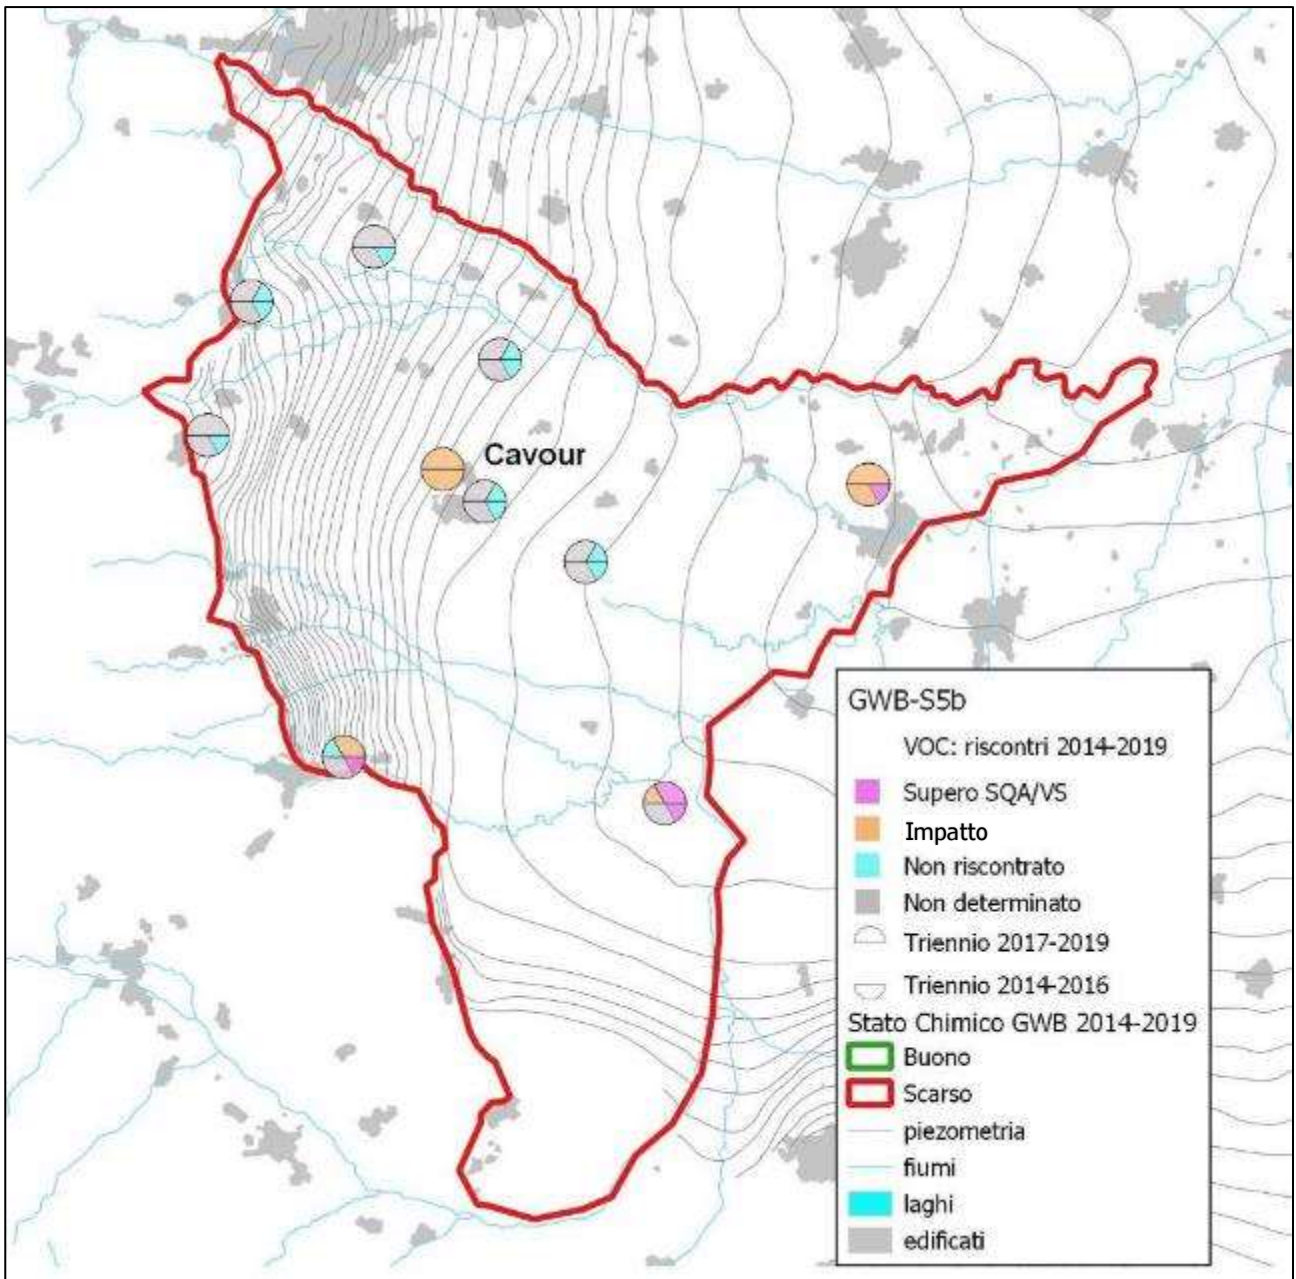 Cavour
GWB-S5b
VOC: riscontri 2014-2019
Supero SQA/VS
Impatto
Non riscontrato
Non determinato
Triennio 2017-2019
Triennio 2014-2016
Stato Chimico GWB 2014-2019
Buono
Scarso
piezometria
fiumi
laghi
edificati